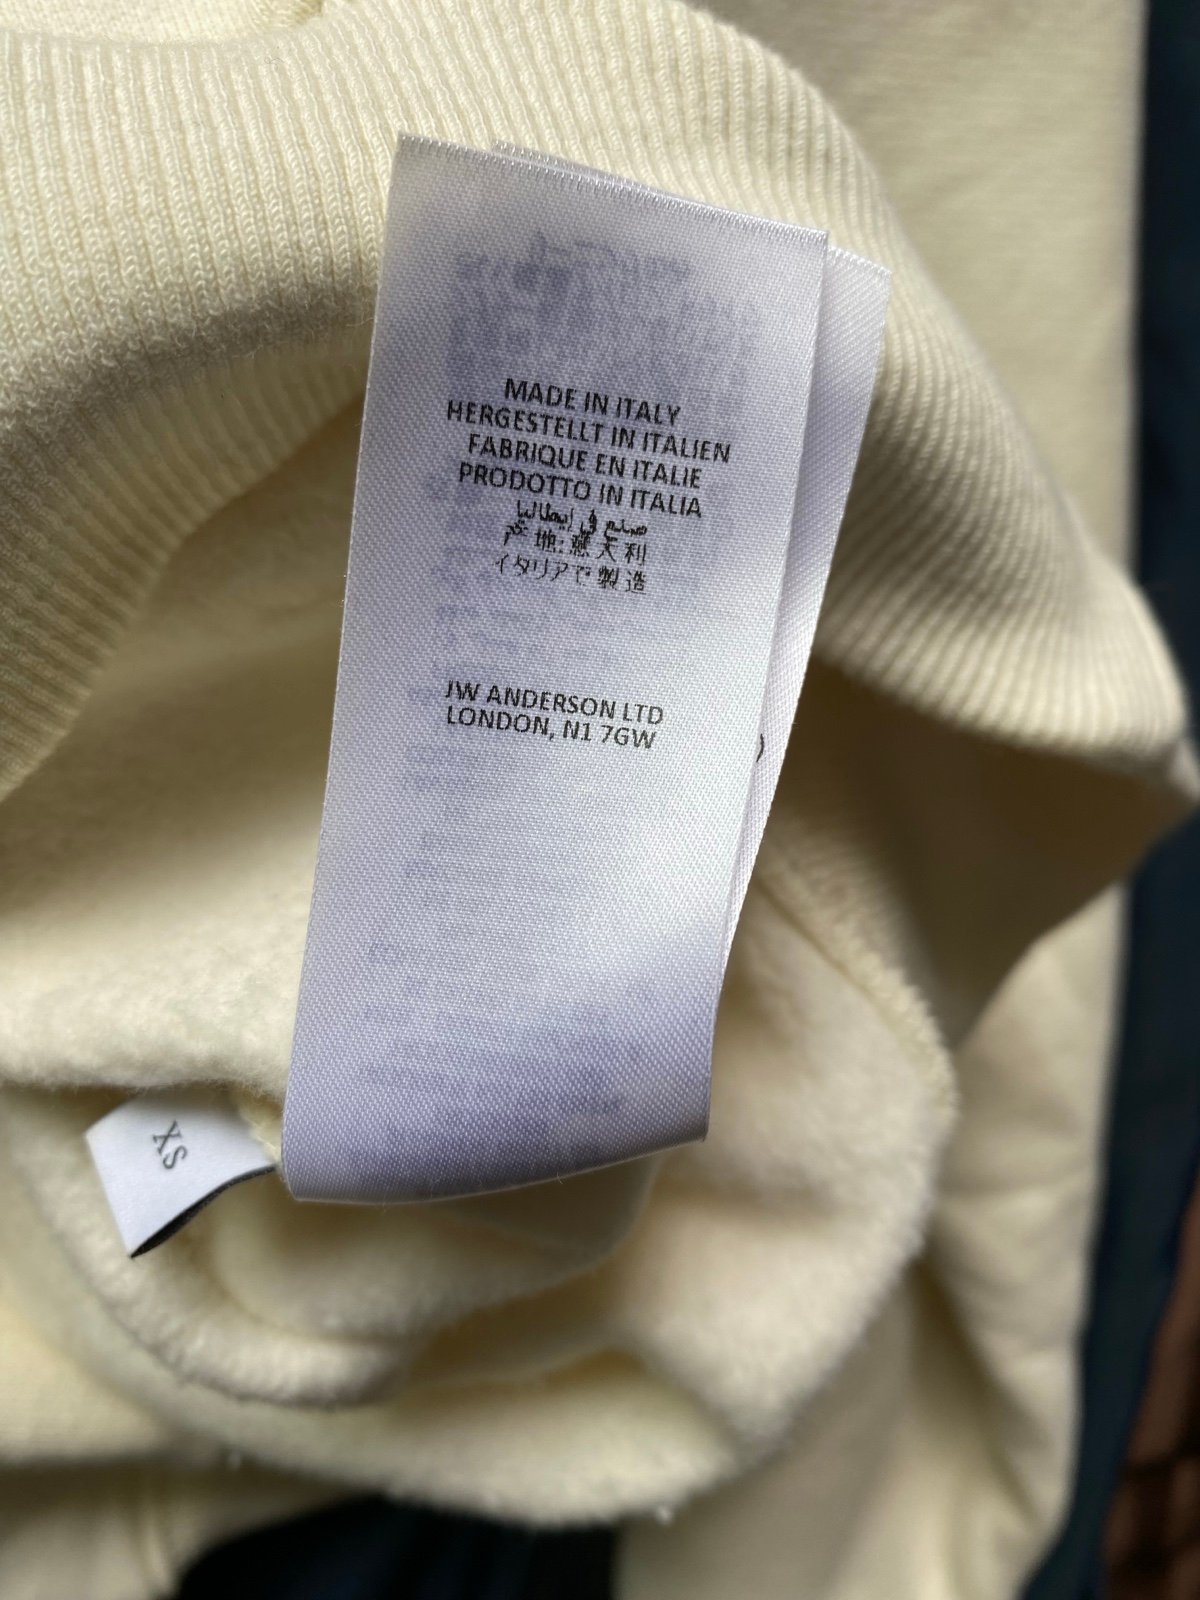 MADE IN ITALY
HERGESTELLT IN ITALIEN
FABRIQUE EN ITALIE
PRODOTTO IN ITALIA
صنع في إيطاليا
产地:意大利
イタリアで製造
JW ANDERSON LTD
LONDON, N1 7GW
XS